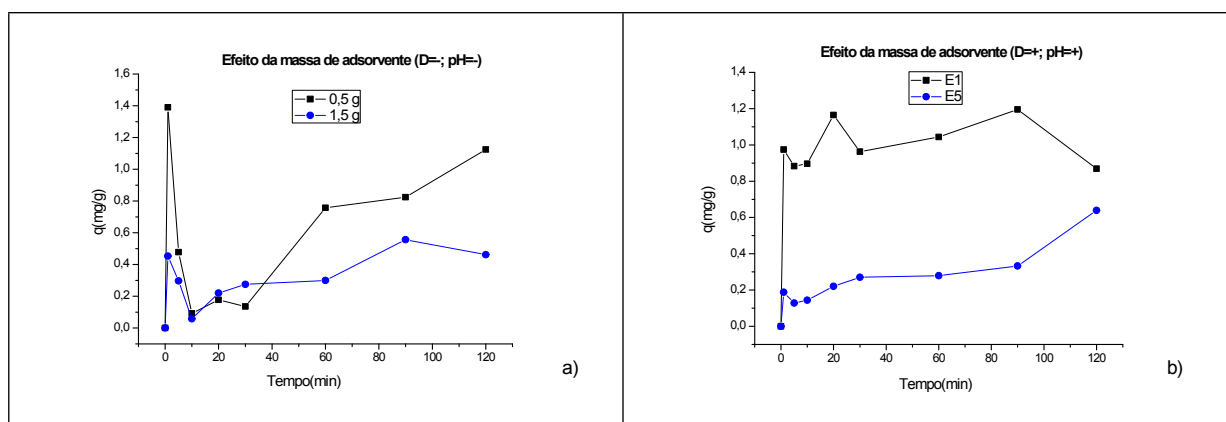 Efeito da massa de adsorvente (D=-; pH=-)
1,6
1,4
1,2
1,0
0,8
0,6
0,4
0,2
0,0
q(mg/g)
0,5 g
1,5 g
0 20 40 60 80 100 120
Tempo(min)
a)
Efeito da massa de adsorvente (D=+; pH=+)
1,4
1,2
1,0
0,8
0,6
0,4
0,2
0,0
q(mg/g)
E1
E5
0 20 40 60 80 100 120
Tempo(min)
b)